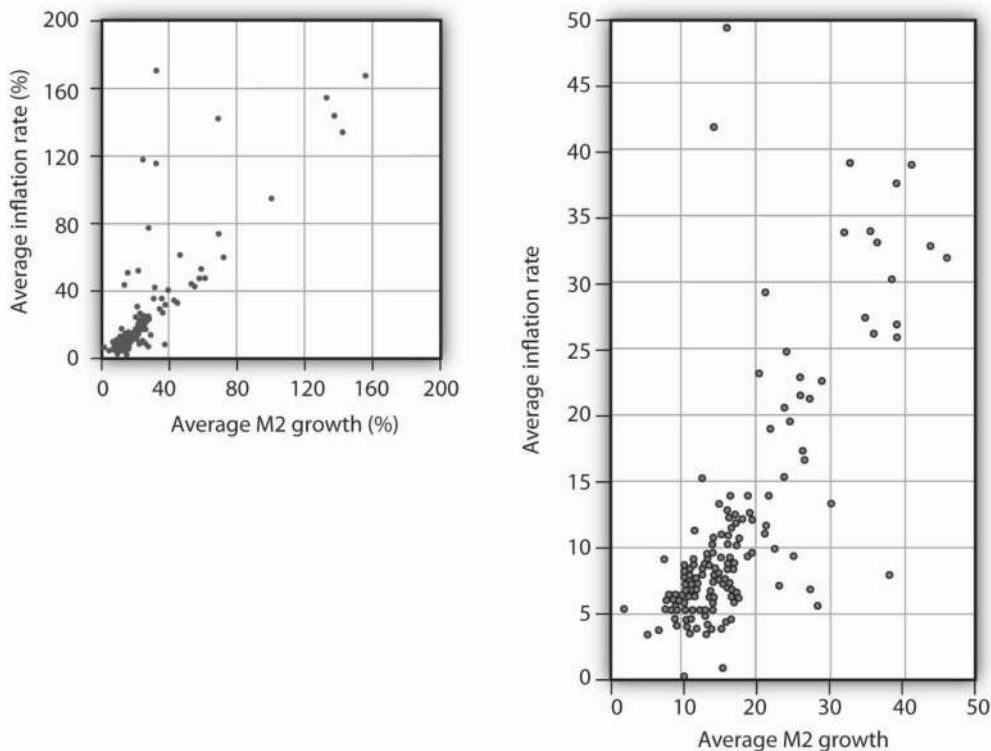 200
160
120
80
40
0
Average inflation rate (%)
0 40 80 120 160 200
Average M2 growth (%)
50
45
40
35
30
25
20
15
10
5
0
Average inflation rate
0 10 20 30 40 50
Average M2 growth